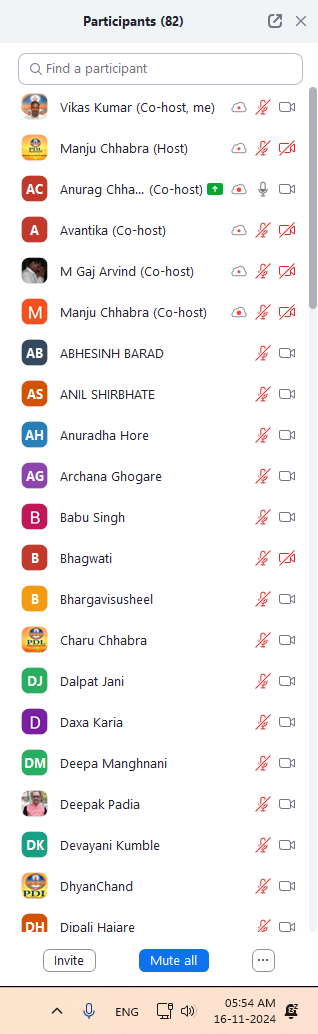 Participants (82)
Find a participant
Vikas Kumar (Co-host, me)
PDL Manju Chhabra (Host)
AC Anurag Chha... (Co-host)
A Avantika (Co-host)
M Gaj Arvind (Co-host)
M Manju Chhabra (Co-host)
AB ABHESINH BARAD
AS ANIL SHIRBHATE
AH Anuradha Hore
AG Archana Ghogare
B Babu Singh
B Bhagwati
B Bhargavisusheel
PDL Charu Chhabra
DJ Dalpat Jani
D Daxa Karia
DM Deepa Manghnani
Deepak Padia
DK Devayani Kumble
PDL DhyanChand
DH Dipali Hajare
Invite
Mute all
ENG
05:54 AM
16-11-2024